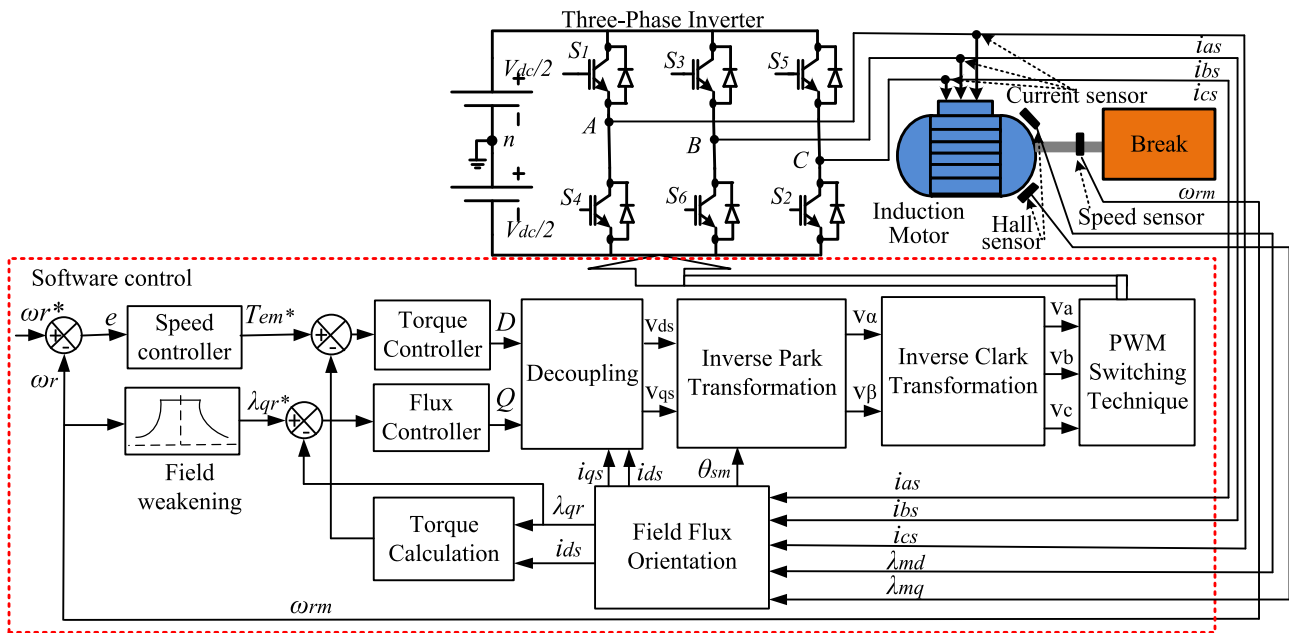 Three-Phase Inverter
S1
S3
S5
Vdc/2
+
n
A
B
C
+
Vdc/2
S4
S6
S2
ias
ibs
ics
Current sensor
Break
ωrm
Induction
Motor
Hall
sensor
Speed sensor
Software control
ωr*
+
-
e
Speed
controller
Tem*
+
-
Torque
Controller
D
Decoupling
vds
vqs
Inverse Park
Transformation
vα
vβ
Inverse Clark
Transformation
va
vb
vc
PWM
Switching
Technique
ωr
λqr*
+
-
Flux
Controller
Q
Field
weakening
iqs
ids
θsm
Torque
Calculation
λqr
ids
Field Flux
Orientation
ias
ibs
ics
λmd
λmq
ωrm